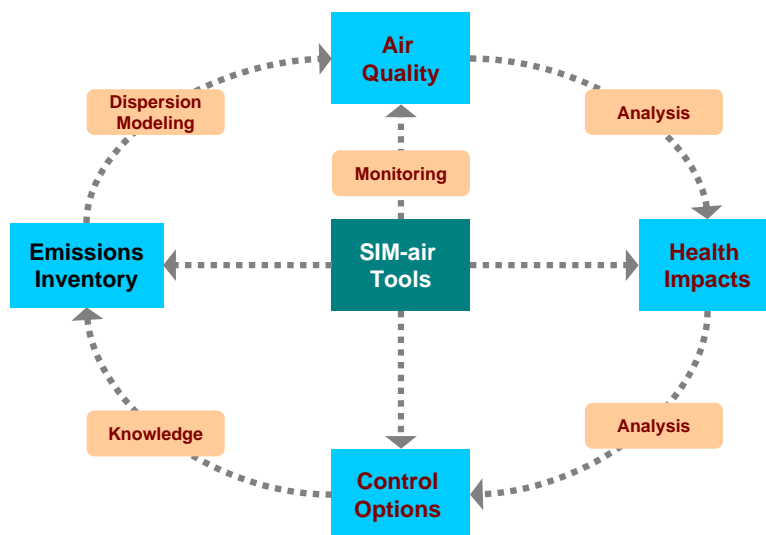 Air
Quality
Dispersion
Modeling
Analysis
Monitoring
Emissions
Inventory
SIM-air
Tools
Health
Impacts
Knowledge
Analysis
Control
Options